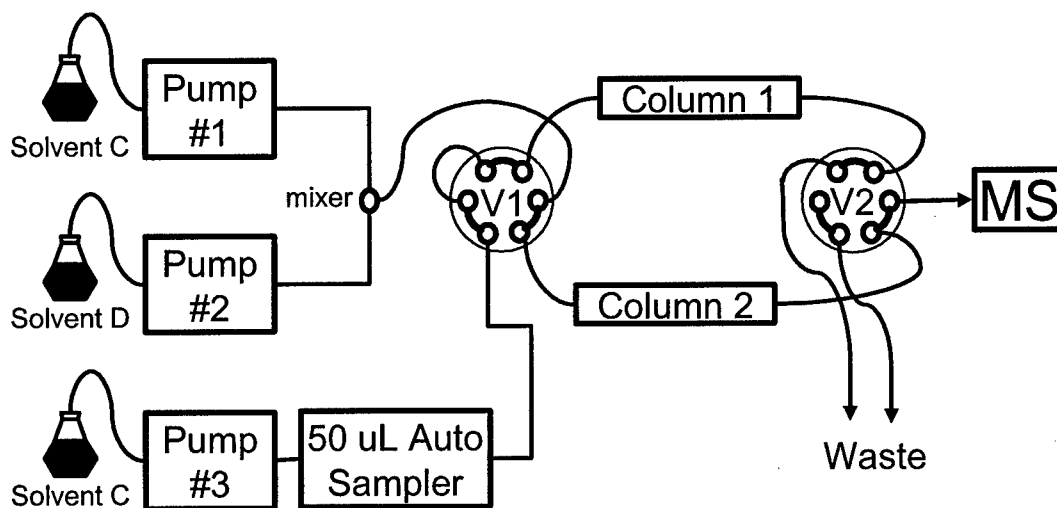 Solvent C
Pump
#1
mixer
Solvent D
Pump
#2
Solvent C
Pump
#3
50 uL Auto
Sampler
V1
Column 1
Column 2
V2
MS
Waste